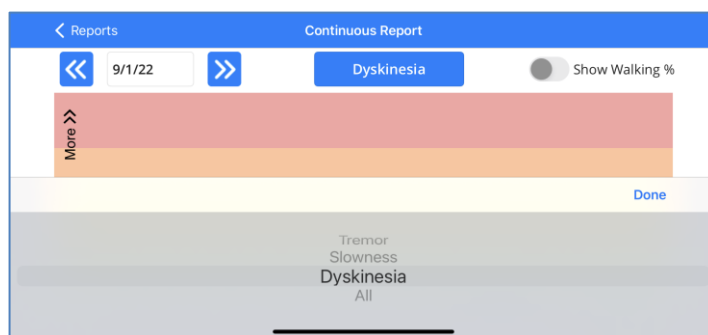 Reports
Continuous Report
9/1/22
Dyskinesia
Show Walking %
More
Done
Tremor
Slowness
Dyskinesia
All